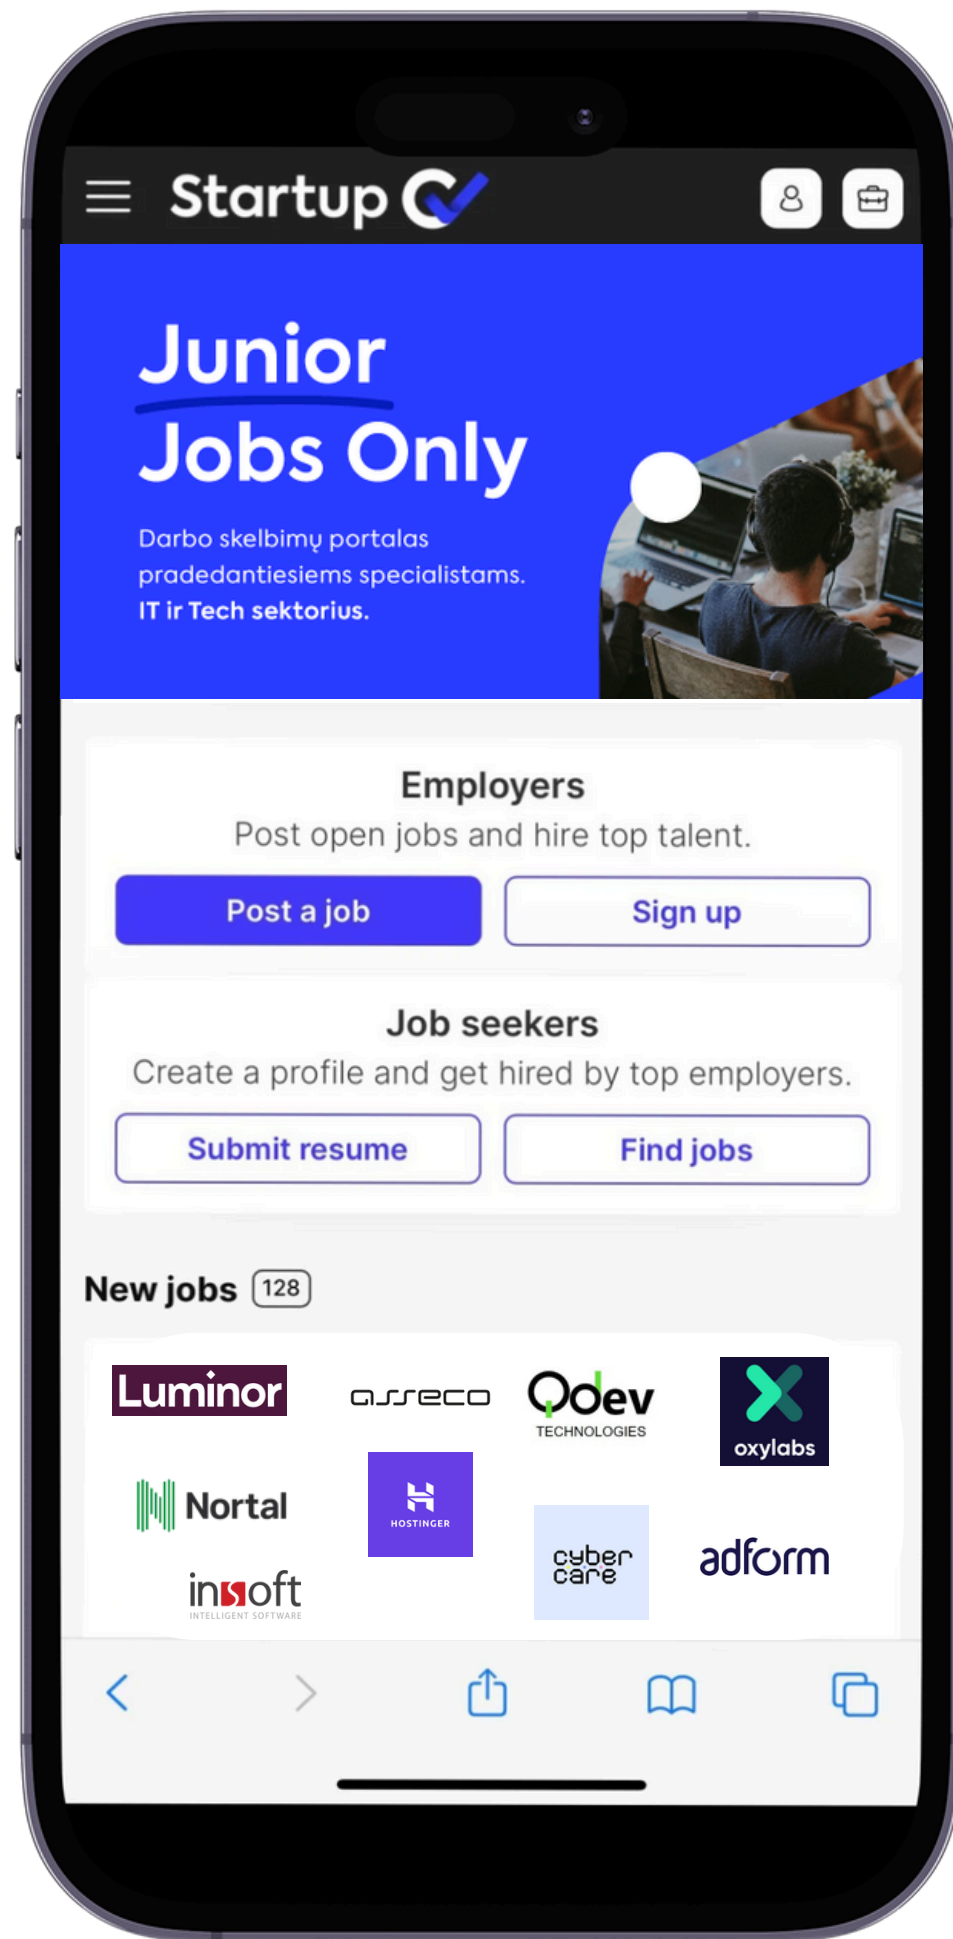 Startup CV
Junior
Jobs Only
Darbo skelbimų portalas
pradedantiesiems specialistams.
IT ir Tech sektorius.
Employers
Post open jobs and hire top talent.
Post a job
Sign up
Job seekers
Create a profile and get hired by top employers.
Submit resume
Find jobs
New jobs 128
Luminor
asseco
Qdev
TECHNOLOGIES
oxylabs
Nortal
HOSTINGER
cyber
care
adform
insoft
INTELLIGENT SOFTWARE